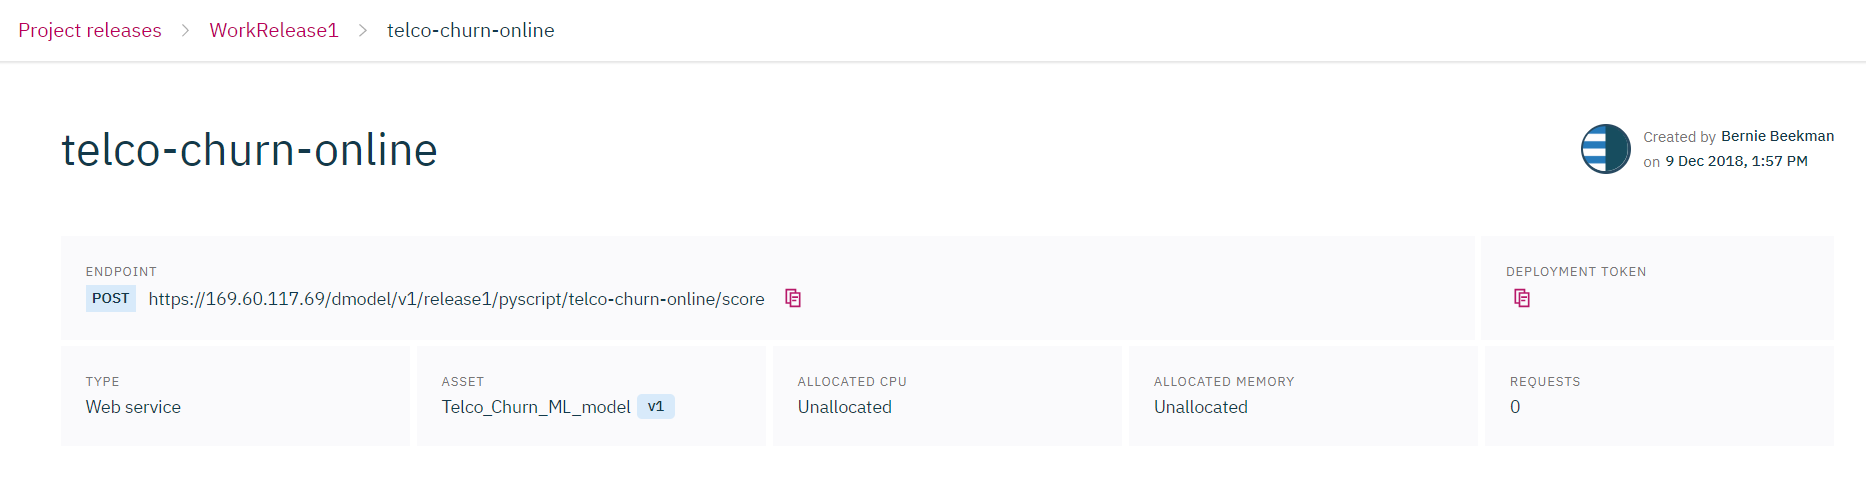 Project releases > WorkRelease1 > telco-churn-online
telco-churn-online
Created by Bernie Beekman
on 9 Dec 2018, 1:57 PM
ENDPOINT
POST https://169.60.117.69/dmodel/v1/release1/pyscript/telco-churn-online/score
DEPLOYMENT TOKEN
TYPE
Web service
ASSET
Telco_Churn_ML_model v1
ALLOCATED CPU
Unallocated
ALLOCATED MEMORY
Unallocated
REQUESTS
0